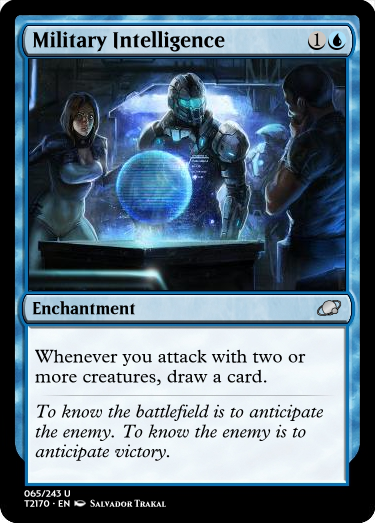 Military Intelligence 1
Enchantment
Whenever you attack with two or
more creatures, draw a card.
To know the battlefield is to anticipate
the enemy. To know the enemy is to
anticipate victory.
065/243 U
T2170 · EN Salvador Trakal